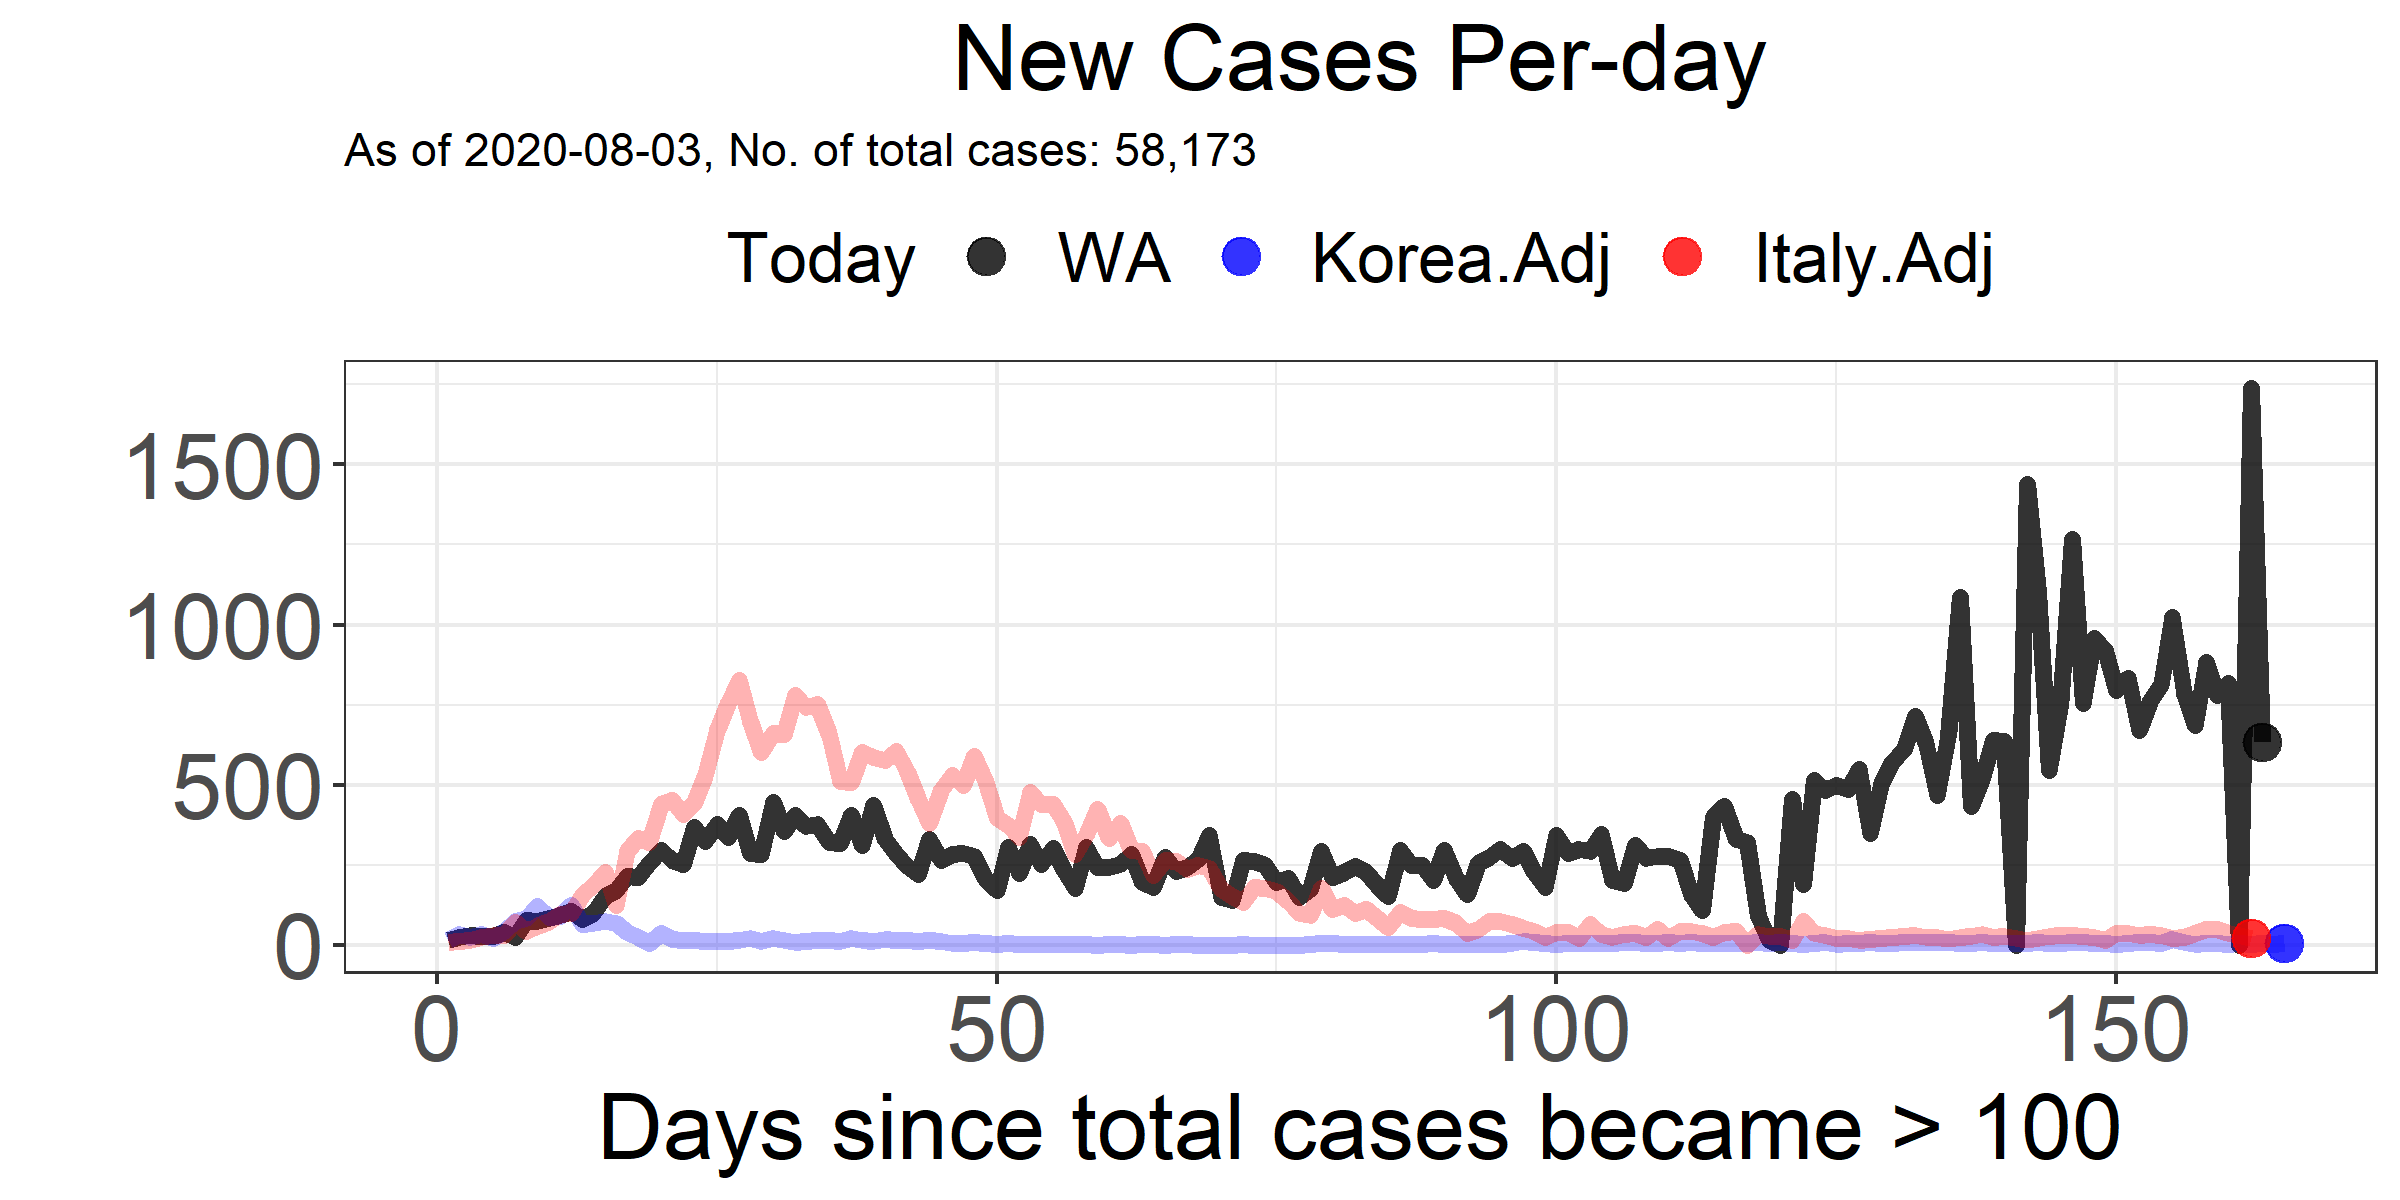 New Cases Per-day
As of 2020-08-03, No. of total cases: 58,173
Today WA Korea.Adj Italy.Adj
1500
1000
500
0
0 50 100 150
Days since total cases became > 100